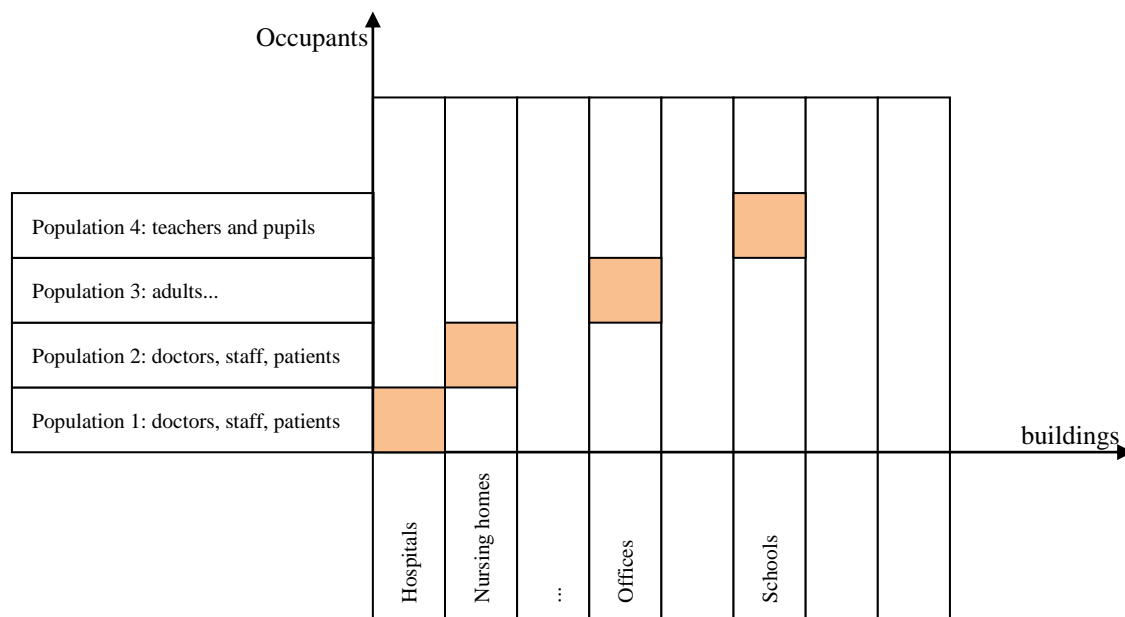 Occupants
Population 4: teachers and pupils
Population 3: adults...
Population 2: doctors, staff, patients
Population 1: doctors, staff, patients
buildings
Hospitals
Nursing homes
...
Offices
Schools